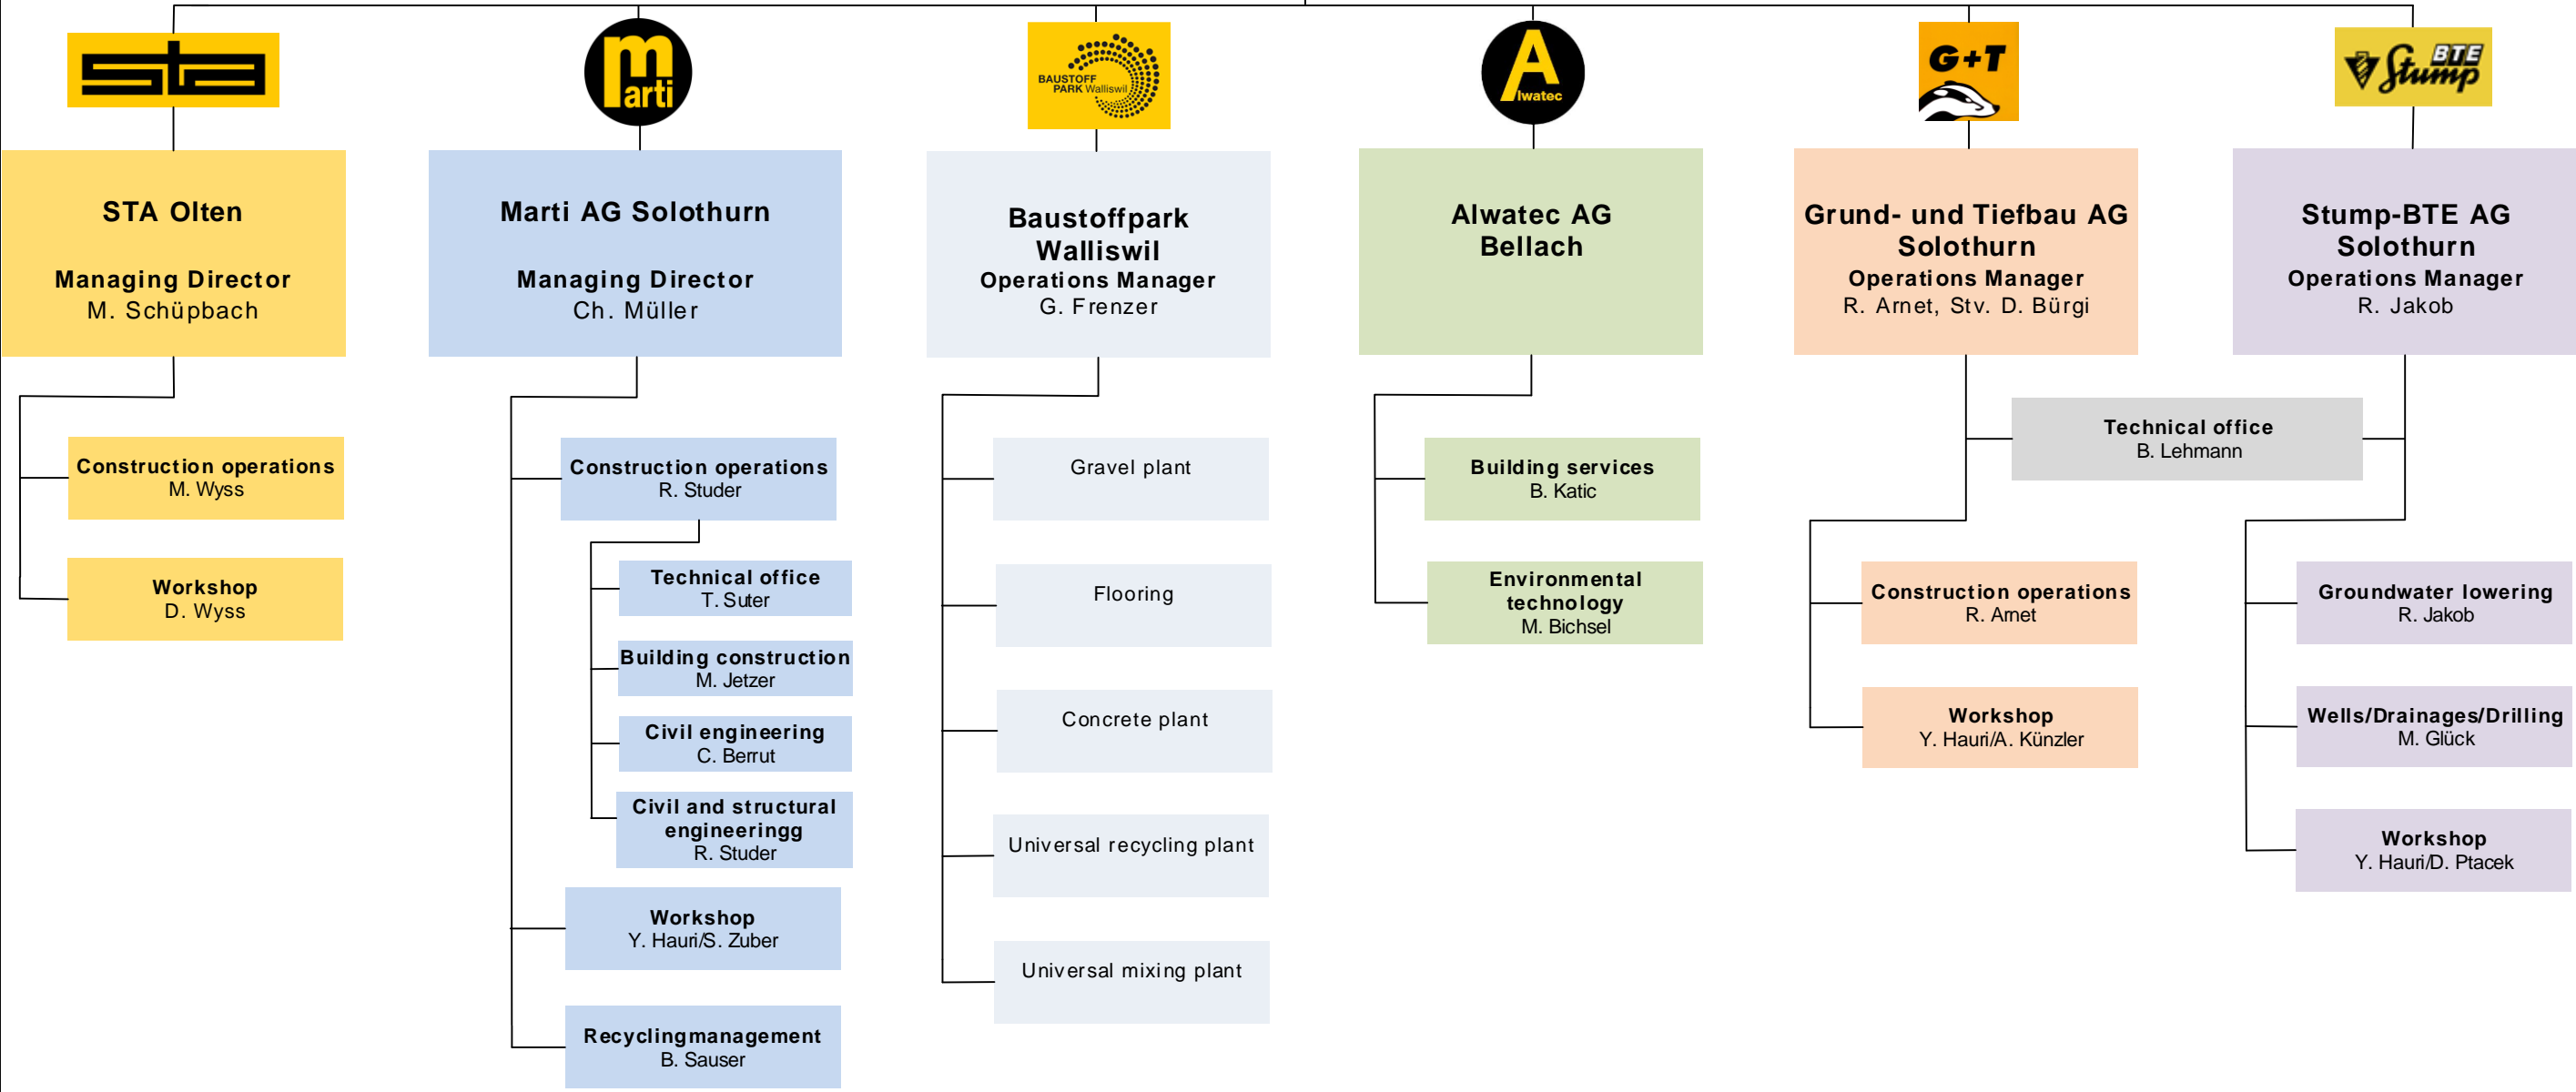 sta
marti
BAUSTOFF
PARK Walliswil
Alwatec
G+T
BTE
Stump
STA Olten
Managing Director
M. Schüpbach
Construction operations
M. Wyss
Workshop
D. Wyss
Marti AG Solothurn
Managing Director
Ch. Müller
Construction operations
R. Studer
Technical office
T. Suter
Building construction
M. Jetzer
Civil engineering
C. Berrut
Civil and structural
engineeringg
R. Studer
Workshop
Y. Hauri/S. Zuber
Recyclingmanagement
B. Sauser
Baustoffpark
Walliswil
Operations Manager
G. Frenzer
Gravel plant
Flooring
Concrete plant
Universal recycling plant
Universal mixing plant
Alwatec AG
Bellach
Building services
B. Katic
Environmental
technology
M. Bichsel
Grund- und Tiefbau AG
Solothurn
Operations Manager
R. Arnet, Stv. D. Bürgi
Technical office
B. Lehmann
Construction operations
R. Arnet
Workshop
Y. Hauri/A. Künzler
Stump-BTE AG
Solothurn
Operations Manager
R. Jakob
Groundwater lowering
R. Jakob
Wells/Drainages/Drilling
M. Glück
Workshop
Y. Hauri/D. Ptacek